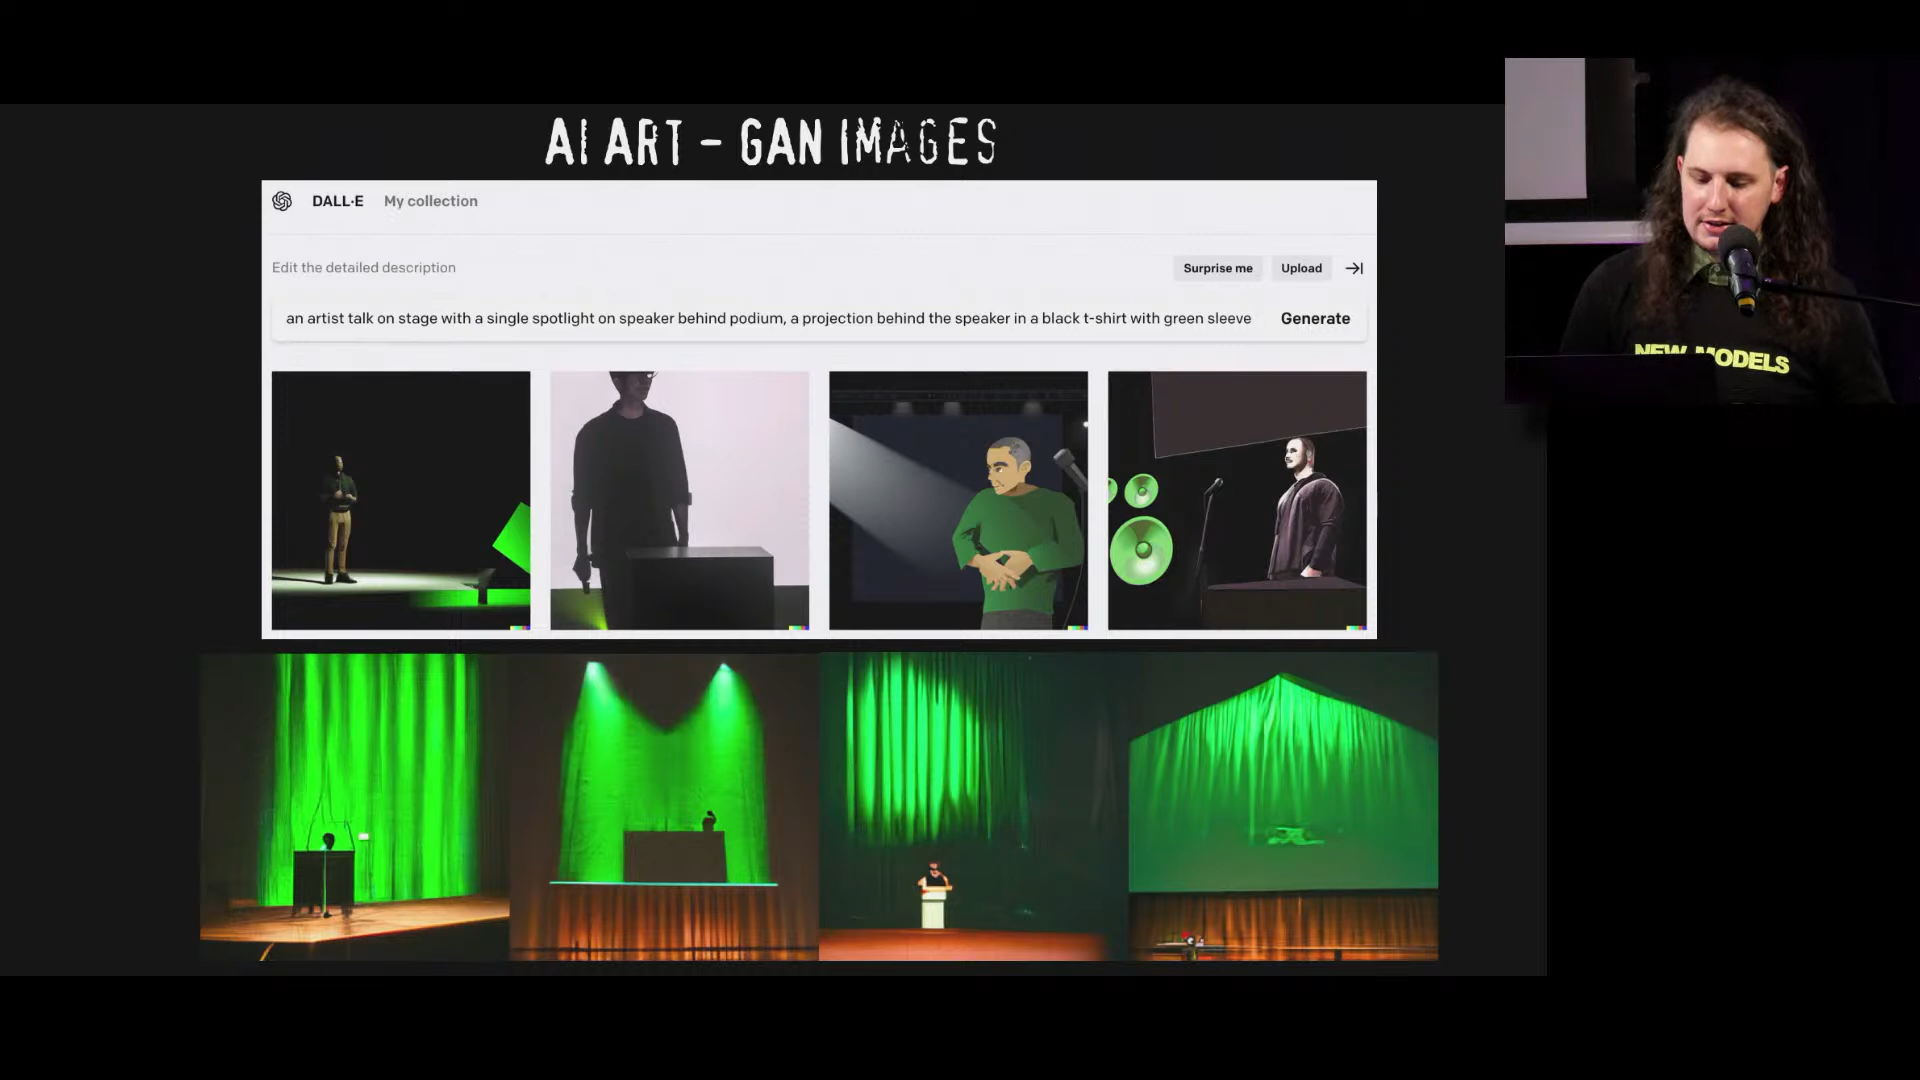 AI ART – GAN IMAGES
DALL·E My collection
Edit the detailed description
Surprise me Upload
an artist talk on stage with a single spotlight on speaker behind podium, a projection behind the speaker in a black t-shirt with green sleeve
Generate
NEW MODELS